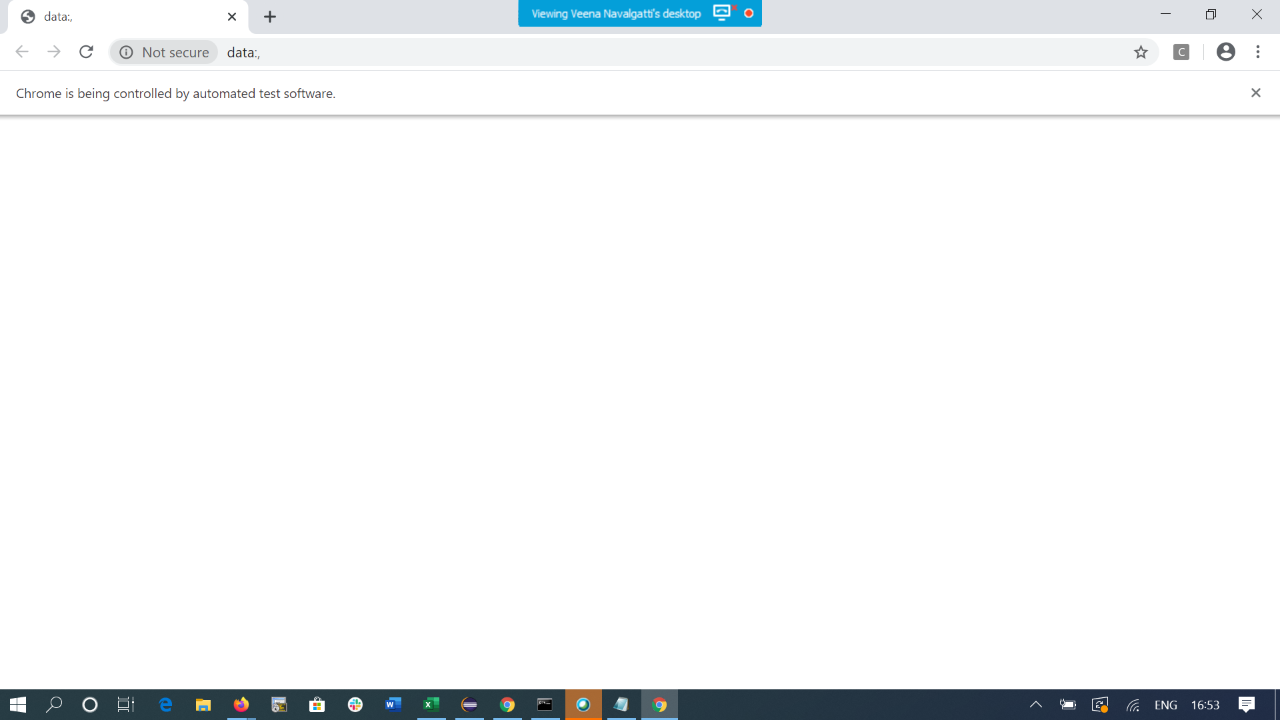 data:,
Viewing Veena Navalgatti's desktop
Not secure
data:,
C
Chrome is being controlled by automated test software.
ENG
16:53